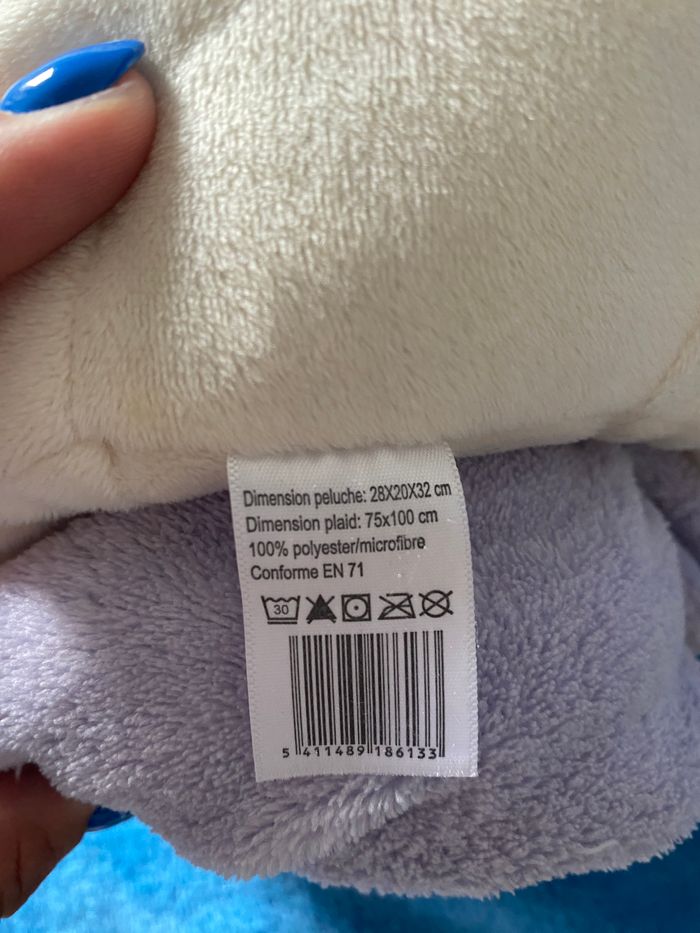 Dimension peluche: 28X20X32 cm
Dimension plaid: 75x100 cm
100% polyester/microfibre
Conforme EN 71
30
5 411489 186133